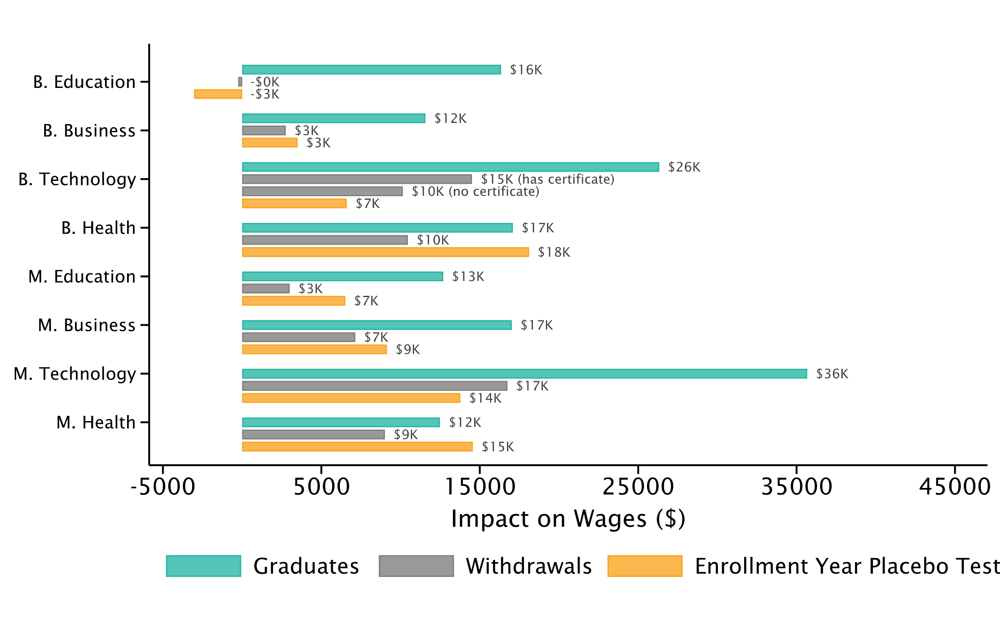 B. Education
$16K
-$0K
-$3K
B. Business
$12K
$3K
$3K
B. Technology
$26K
$15K (has certificate)
$10K (no certificate)
$7K
B. Health
$17K
$10K
$18K
M. Education
$13K
$3K
$7K
M. Business
$17K
$7K
$9K
M. Technology
$36K
$17K
$14K
M. Health
$12K
$9K
$15K
-5000 5000 15000 25000 35000 45000
Impact on Wages ($)
Graduates Withdrawals Enrollment Year Placebo Test